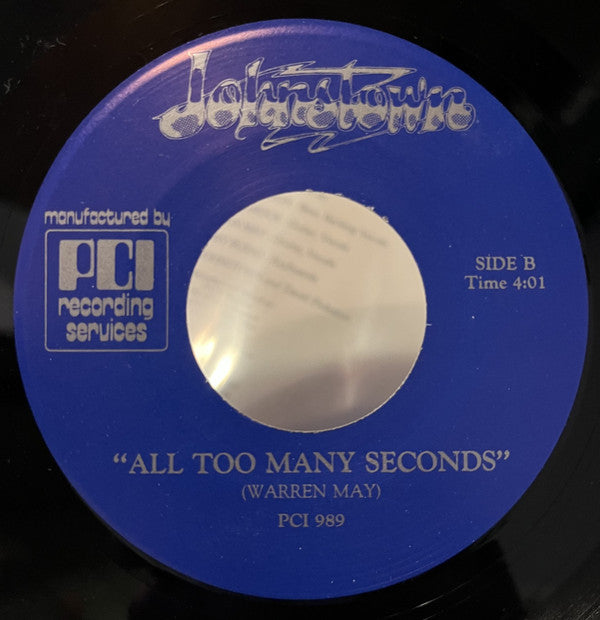 Johnstown
manufactured by
PCI
recording
services
SIDE B
Time 4:01
“ALL TOO MANY SECONDS”
(WARREN MAY)
PCI 989